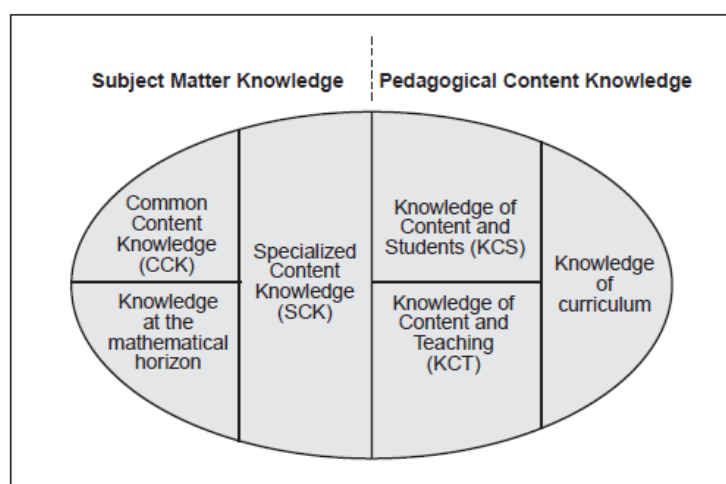 Subject Matter Knowledge
Pedagogical Content Knowledge
Common
Content
Knowledge
(CCK)
Knowledge
at the
mathematical
horizon
Specialized
Content
Knowledge
(SCK)
Knowledge of
Content and
Students (KCS)
Knowledge of
Content and
Teaching
(KCT)
Knowledge
of
curriculum